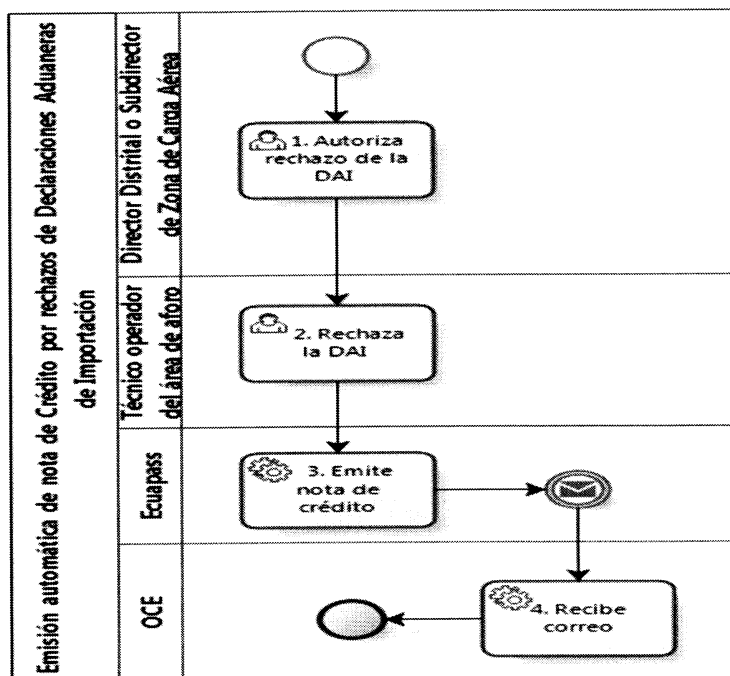 Emisión automática de nota de Crédito por rechazos de Declaraciones Aduaneras
de Importación
Director Distrital o Subdirector
de Zona de Carga Aérea
1. Autoriza
rechazo de la
DAI
Técnico operador
del área de aforo
2. Rechaza
la DAI
Ecuapass
3. Emite
nota de
crédito
OCE
4. Recibe
correo